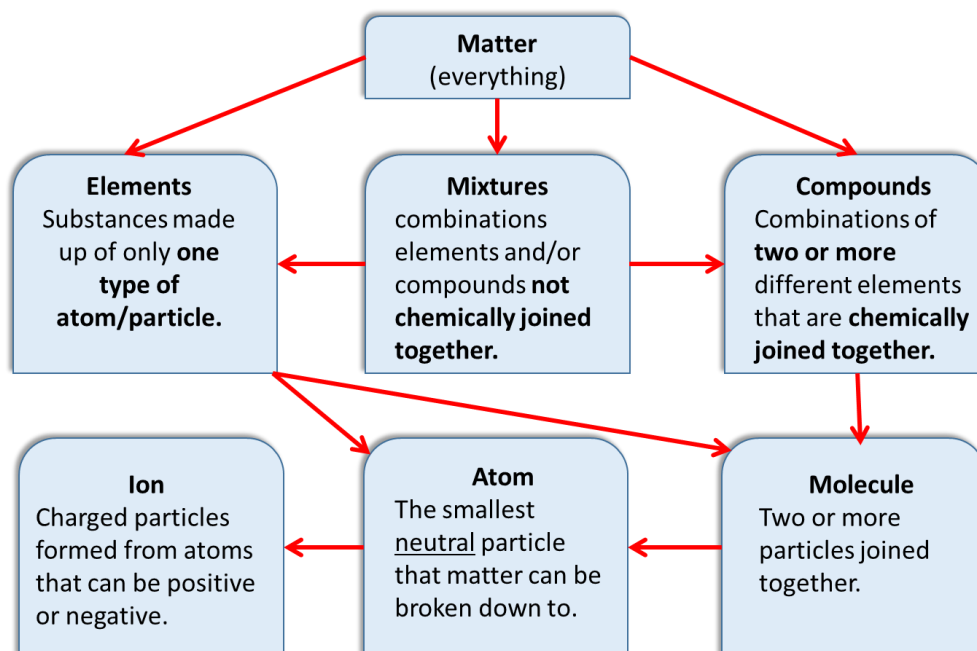 Matter
(everything)
Elements
Substances made
up of only one
type of
atom/particle.
Mixtures
combinations
elements and/or
compounds not
chemically joined
together.
Compounds
Combinations of
two or more
different elements
that are chemically
joined together.
Ion
Charged particles
formed from atoms
that can be positive
or negative.
Atom
The smallest
neutral particle
that matter can be
broken down to.
Molecule
Two or more
particles joined
together.